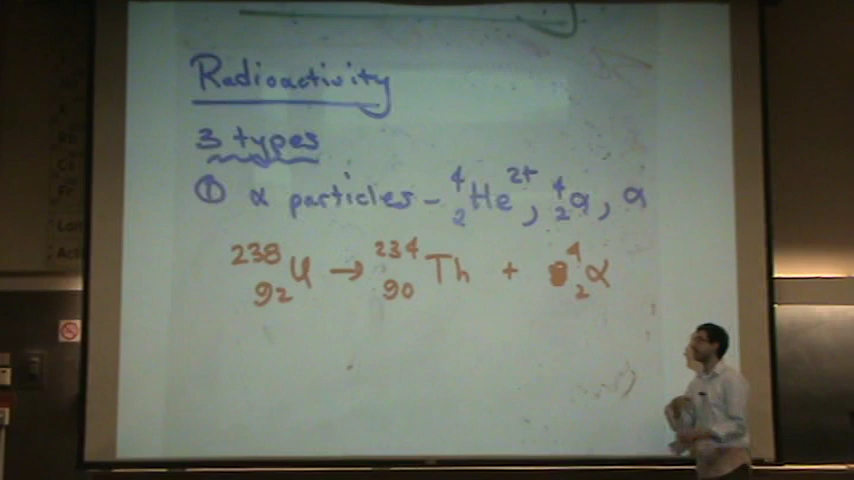 Radioactivity
3 types
① α particles – ⁴₂He²⁺, ⁴₂α, α
²³⁸₉₂U → ²³⁴₉₀Th + ⁴₂α